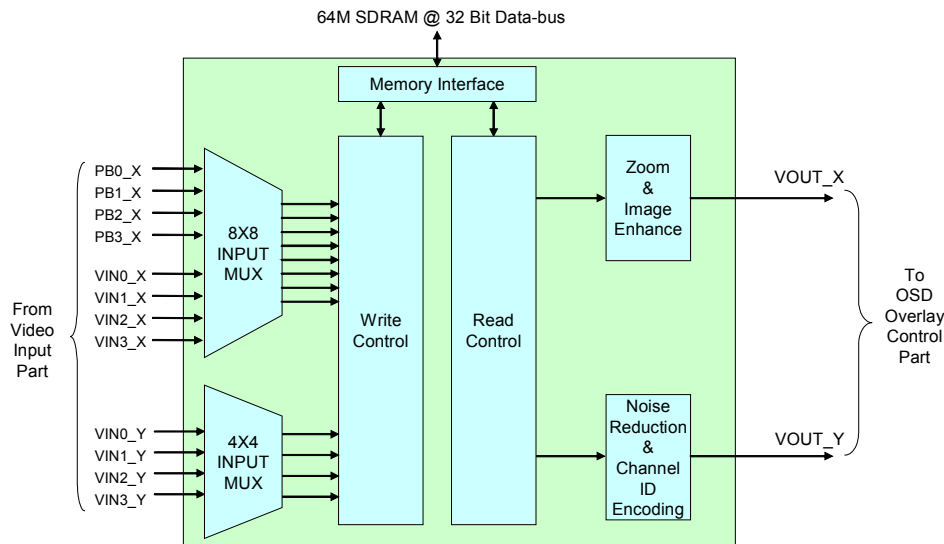 64M SDRAM @ 32 Bit Data-bus
Memory Interface
PB0_X
PB1_X
PB2_X
PB3_X
VIN0_X
VIN1_X
VIN2_X
VIN3_X
8X8
INPUT
MUX
From
Video
Input
Part
VIN0_Y
VIN1_Y
VIN2_Y
VIN3_Y
4X4
INPUT
MUX
Write
Control
Read
Control
Zoom
&
Image
Enhance
VOUT_X
Noise
Reduction
&
Channel
ID
Encoding
VOUT_Y
To
OSD
Overlay
Control
Part